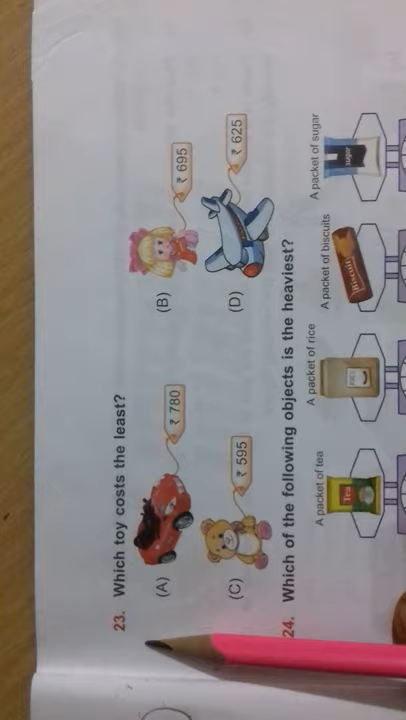 23. Which toy costs the least?
(A) ₹ 780
(B) ₹ 695
(C) ₹ 595
(D) ₹ 625
24. Which of the following objects is the heaviest?
A packet of tea
A packet of rice
A packet of biscuits
A packet of sugar
Tea
Biscuit
sugar